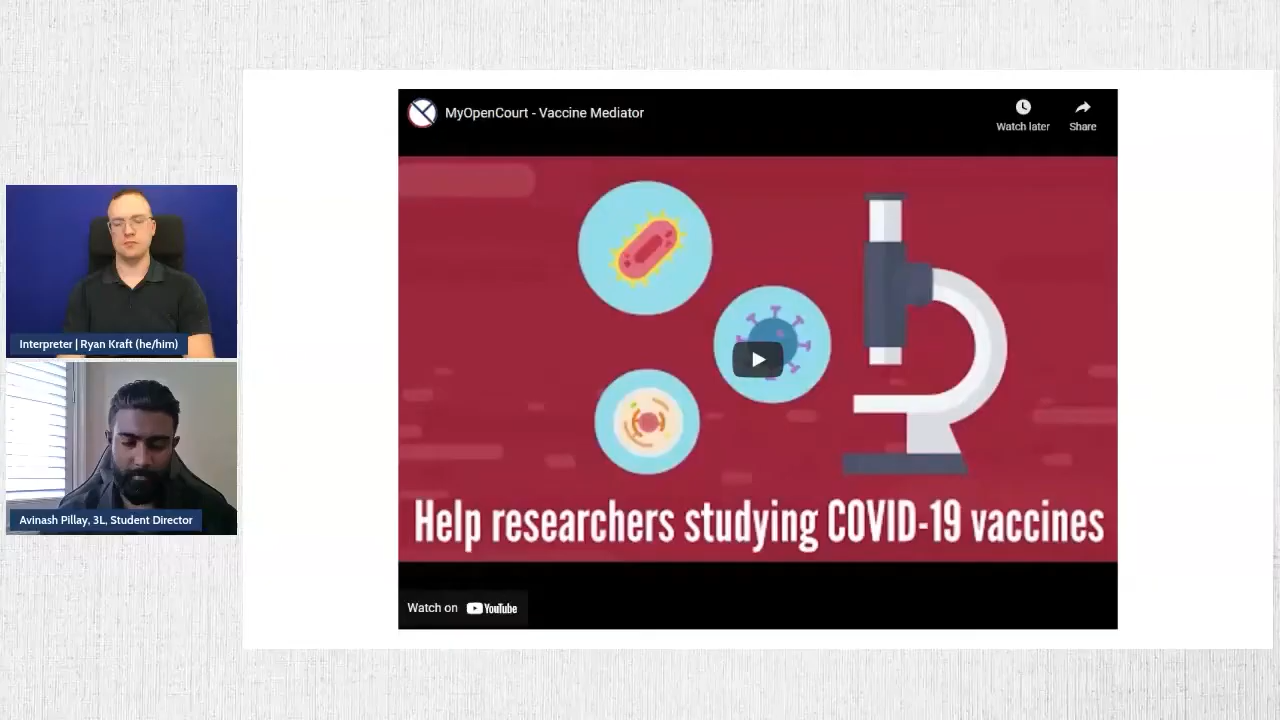 MyOpenCourt - Vaccine Mediator
Watch later
Share
Interpreter | Ryan Kraft (he/him)
Avinash Pillay, 3L, Student Director
Help researchers studying COVID-19 vaccines
Watch on YouTube